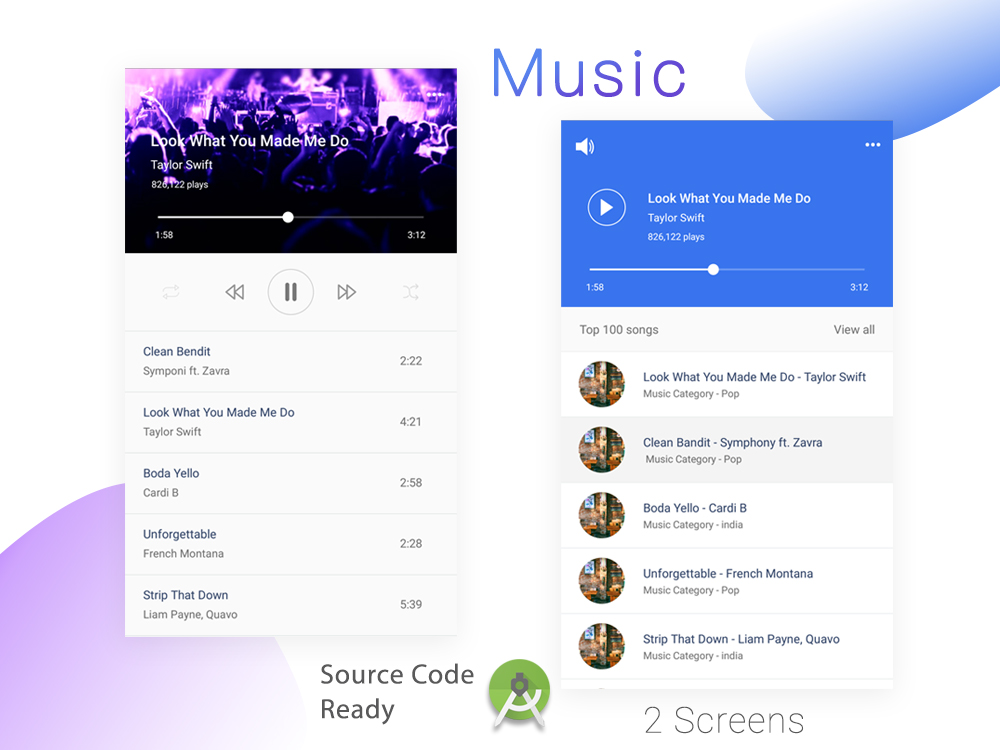 Music
Look What You Made Me Do
Taylor Swift
826,122 plays
1:58 3:12
Clean Bendit
Symponi ft. Zavra
2:22
Look What You Made Me Do
Taylor Swift
4:21
Boda Yello
Cardi B
2:58
Unforgettable
French Montana
2:28
Strip That Down
Liam Payne, Quavo
5:39
Look What You Made Me Do
Taylor Swift
826,122 plays
1:58 3:12
Top 100 songs View all
Look What You Made Me Do - Taylor Swift
Music Category - Pop
Clean Bandit - Symphony ft. Zavra
Music Category - Pop
Boda Yello - Cardi B
Music Category - india
Unforgettable - French Montana
Music Category - Pop
Strip That Down - Liam Payne, Quavo
Music Category - india
Source Code
Ready
2 Screens